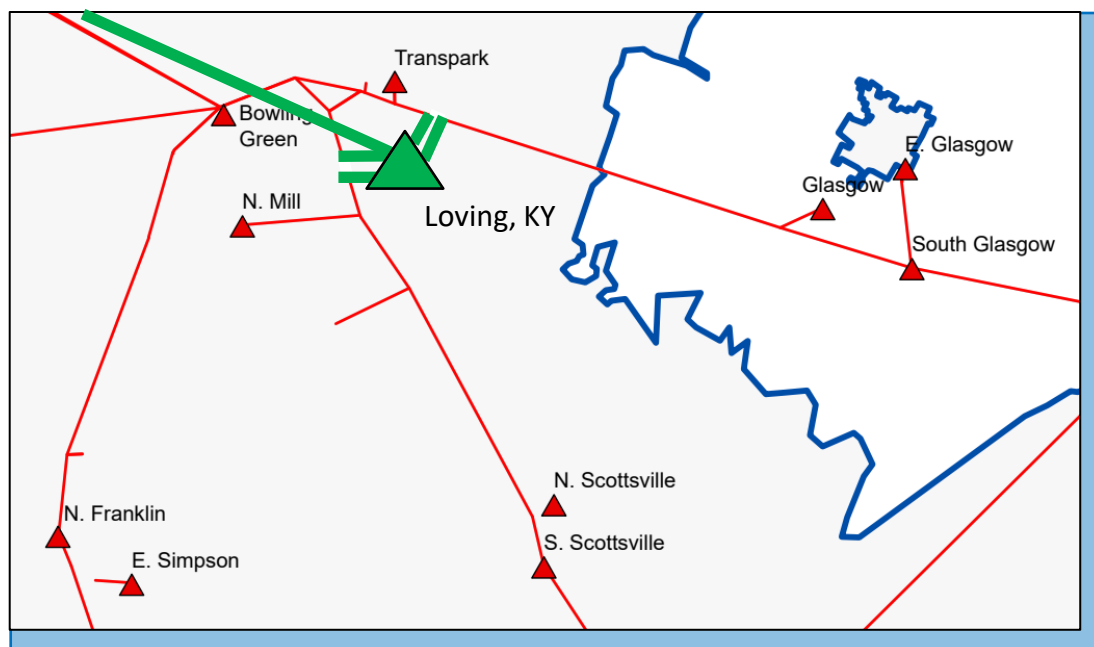 Transpark
Bowling
Green
E. Glasgow
Glasgow
N. Mill
Loving, KY
South Glasgow
N. Scottsville
N. Franklin
S. Scottsville
E. Simpson